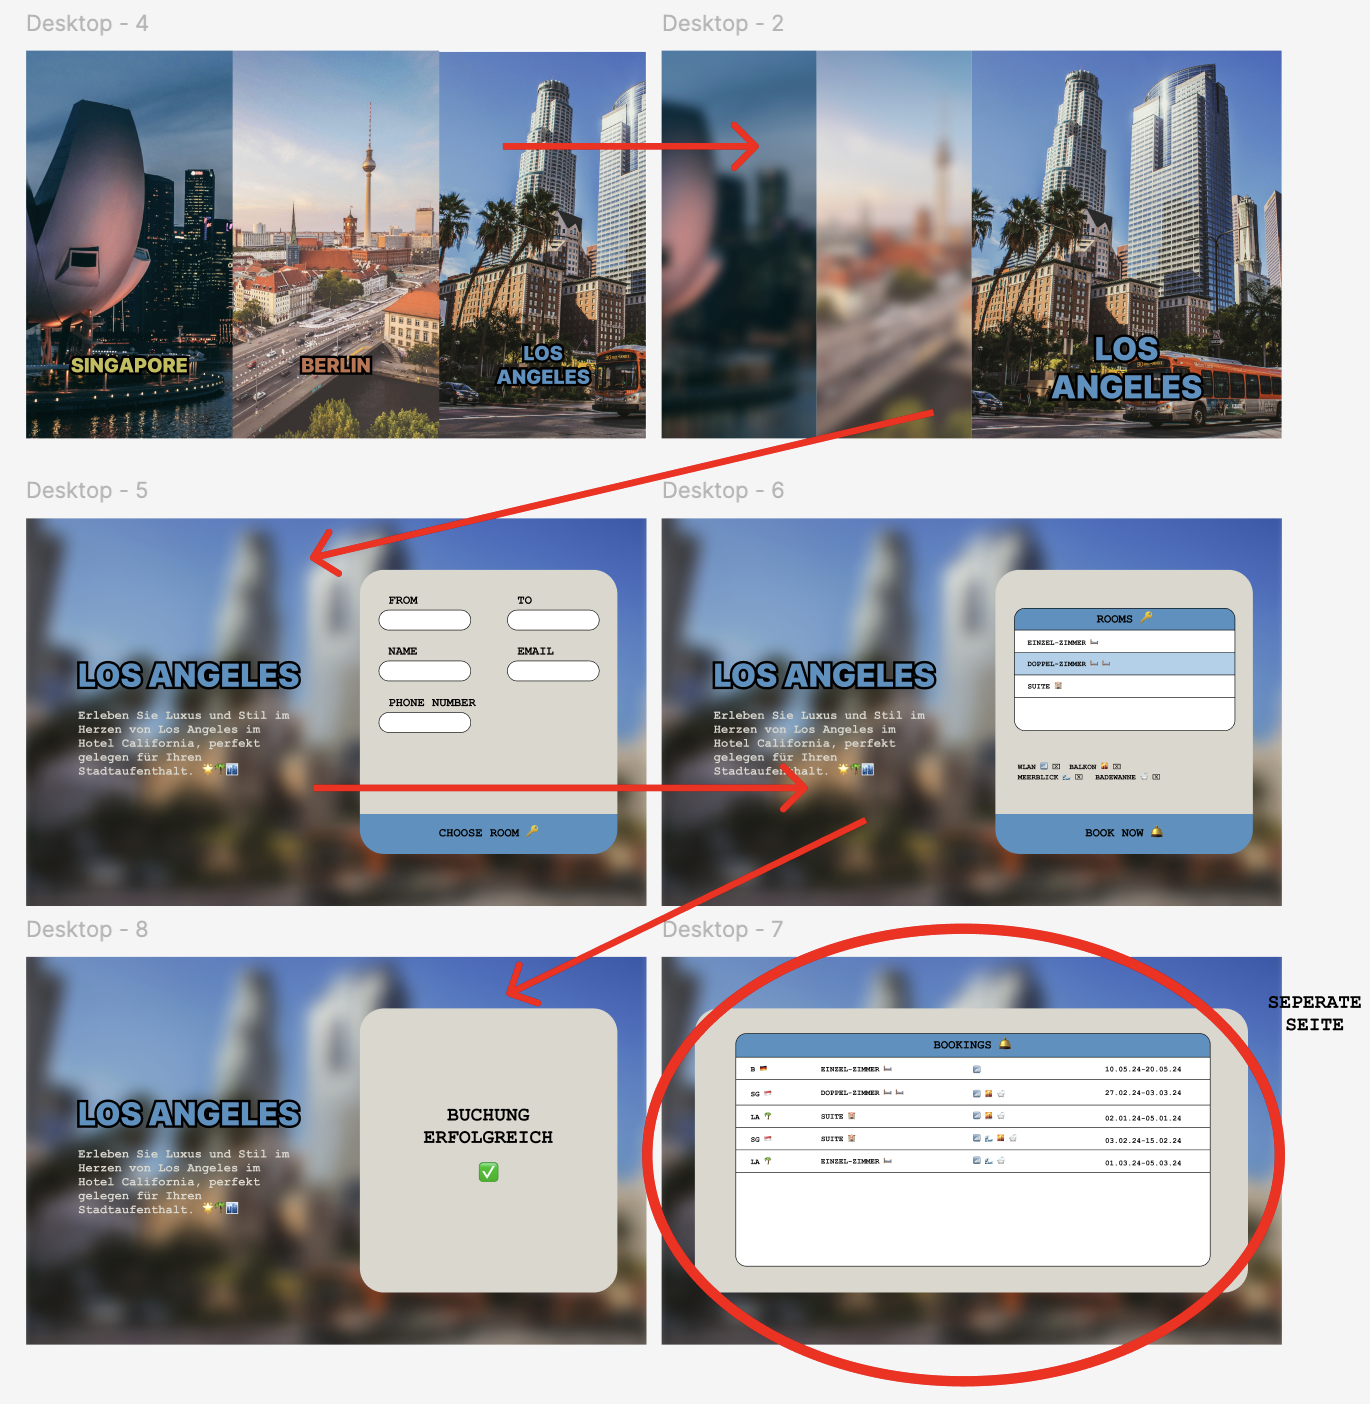 Desktop - 4
Desktop - 2
SINGAPORE
BERLIN
LOS
ANGELES
LOS
ANGELES
Desktop - 5
Desktop - 6
LOS ANGELES
Erleben Sie Luxus und Stil im
Herzen von Los Angeles im
Hotel California, perfekt
gelegen für Ihren
Stadtaufenthalt. 🌟🌴🏙️
FROM
TO
NAME
EMAIL
PHONE NUMBER
CHOOSE ROOM 🔑
LOS ANGELES
Erleben Sie Luxus und Stil im
Herzen von Los Angeles im
Hotel California, perfekt
gelegen für Ihren
Stadtaufenthalt. 🌟🌴🏙️
ROOMS 🔑
EINZEL-ZIMMER 🛏️
DOPPEL-ZIMMER 🛏️ 🛏️
SUITE 🏩
WLAN ☒ BALKON ☒
MEERBLICK ☒ BADEWANNE ☒
BOOK NOW 🛎️
Desktop - 8
Desktop - 7
LOS ANGELES
Erleben Sie Luxus und Stil im
Herzen von Los Angeles im
Hotel California, perfekt
gelegen für Ihren
Stadtaufenthalt. 🌟🌴🏙️
BUCHUNG
ERFOLGREICH
✅
SEPERATE
SEITE
BOOKINGS 🛎️
B 🇩🇪 EINZEL-ZIMMER 🛏️ 10.05.24-20.05.24
SG 🇸🇬 DOPPEL-ZIMMER 🛏️ 🛏️ 27.02.24-03.03.24
LA 🌴 SUITE 🏩 02.01.24-05.01.24
SG 🇸🇬 SUITE 🏩 03.02.24-15.02.24
LA 🌴 EINZEL-ZIMMER 🛏️ 01.03.24-05.03.24